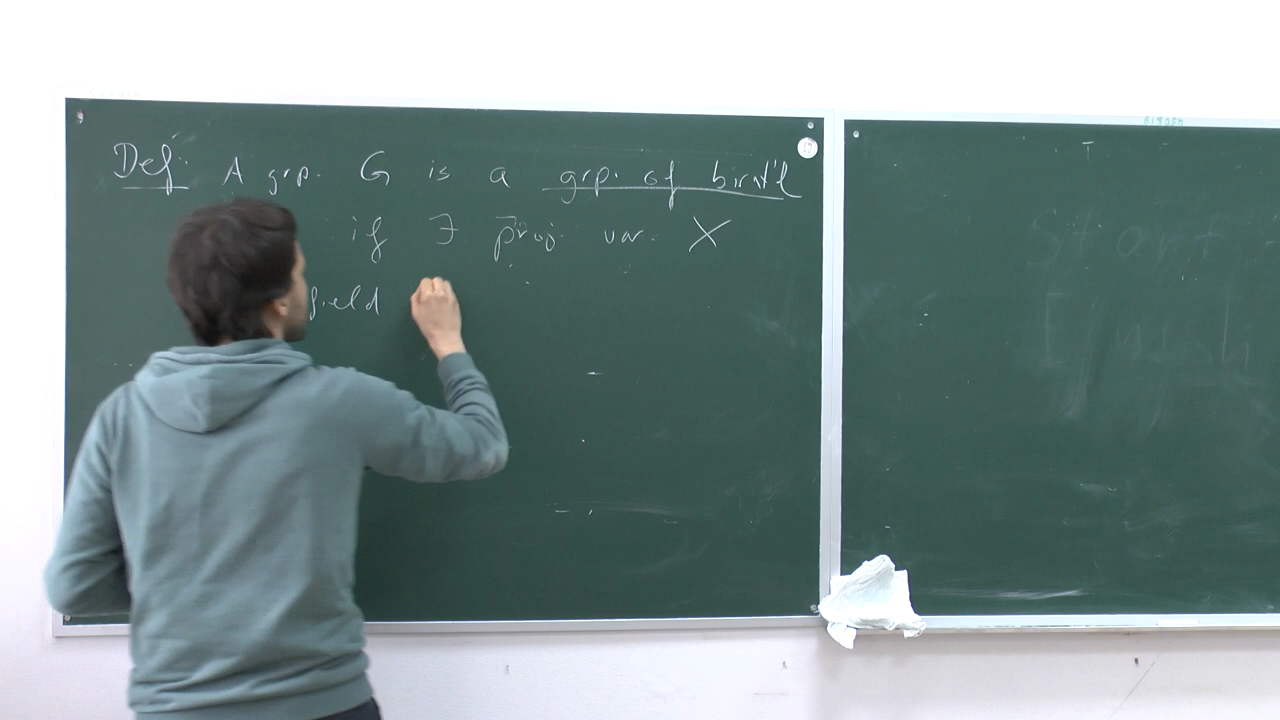 Def: A grp. G is a grp. of birat'l
if ∃ proj. var. X
field